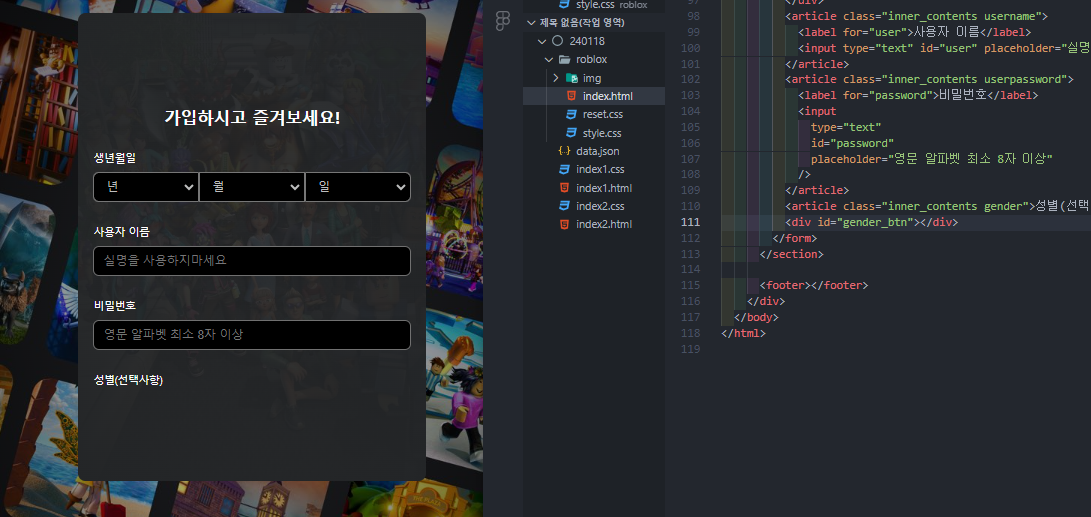 가입하시고 즐겨보세요!
생년월일
년 월 일
사용자 이름
실명을 사용하지마세요
비밀번호
영문 알파벳 최소 8자 이상
성별(선택사항)
style.css roblox
제목 없음(작업 영역)
240118
roblox
img
index.html
reset.css
style.css
data.json
index1.css
index1.html
index2.css
index2.html
97 </div>
98 <article class="inner_contents username">
99 <label for="user">사용자 이름</label>
100 <input type="text" id="user" placeholder="실명
101 </article>
102 <article class="inner_contents userpassword">
103 <label for="password">비밀번호</label>
104 <input
105 type="text"
106 id="password"
107 placeholder="영문 알파벳 최소 8자 이상"
108 />
109 </article>
110 <article class="inner_contents gender">성별(선택
111 <div id="gender_btn"></div>
112 </form>
113 </section>
114
115 <footer></footer>
116 </div>
117 </body>
118 </html>
119